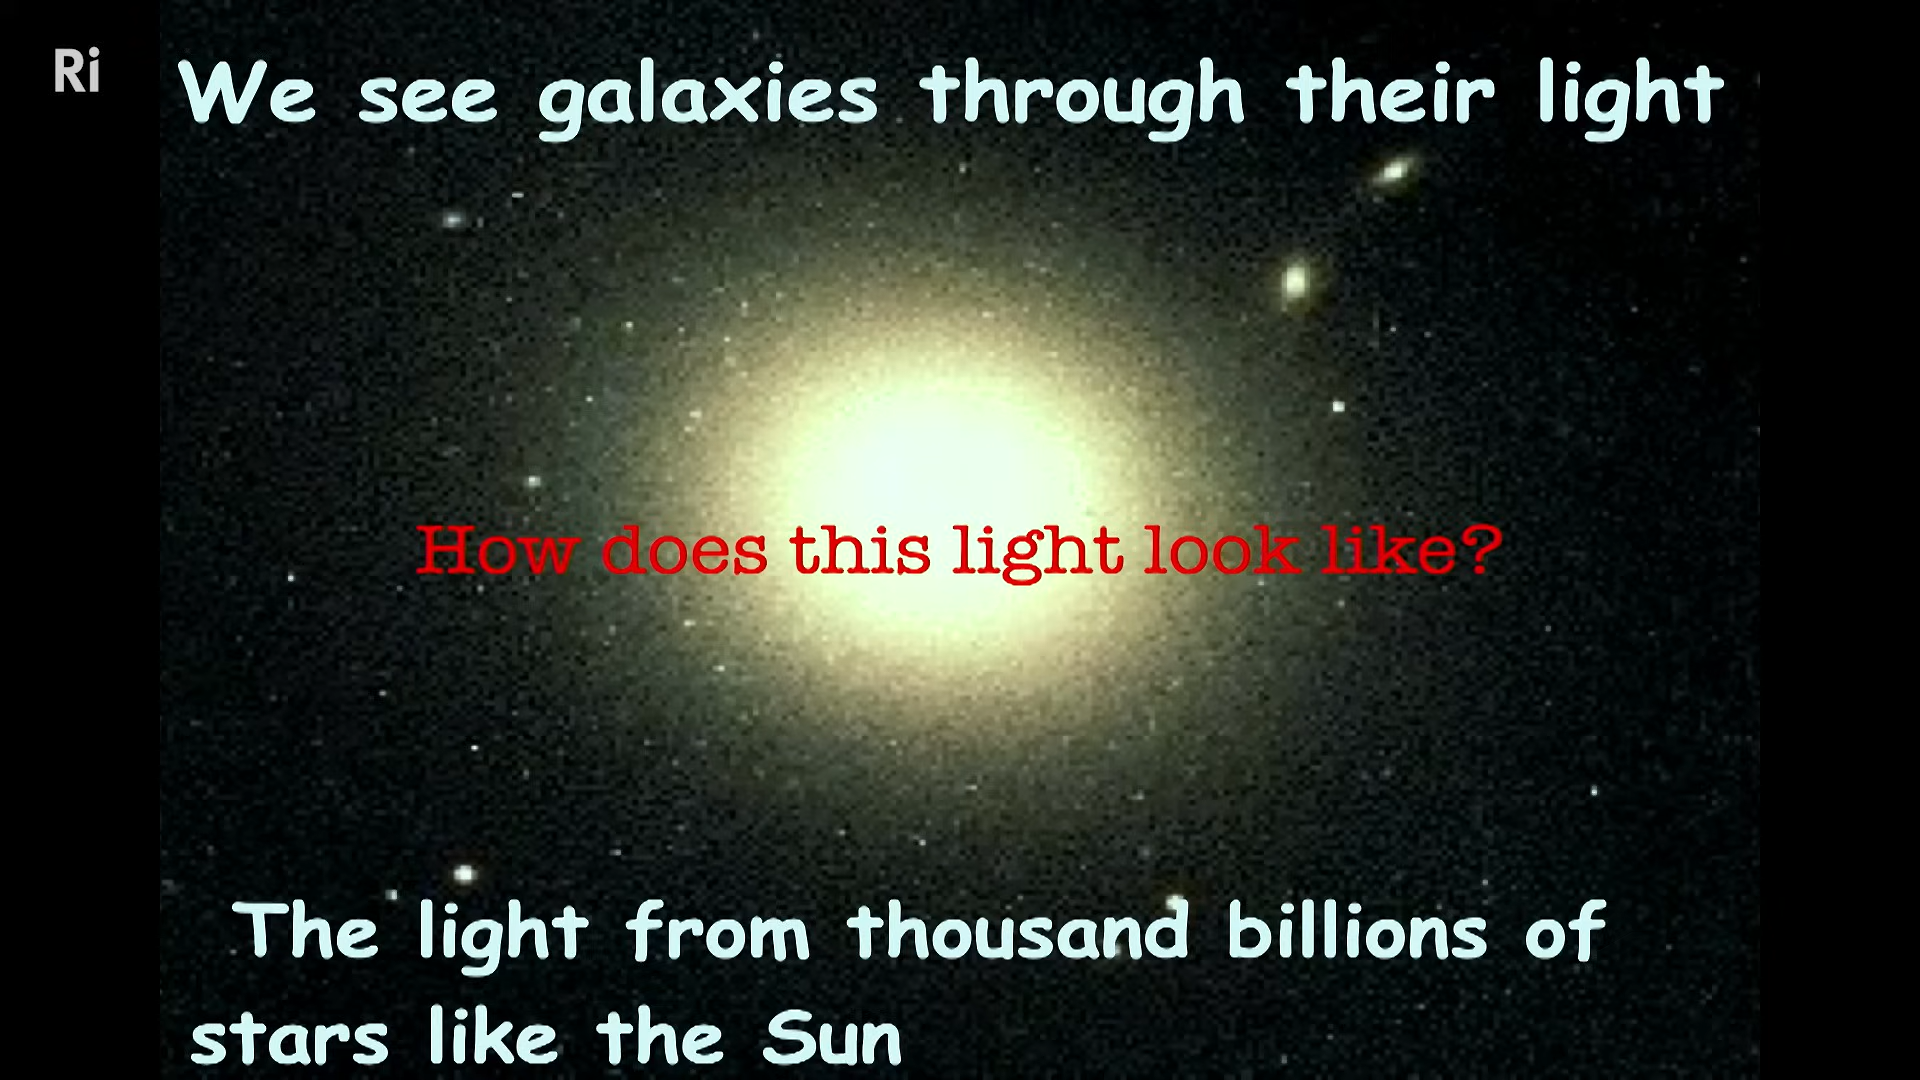 Ri
We see galaxies through their light
How does this light look like?
The light from thousand billions of
stars like the Sun